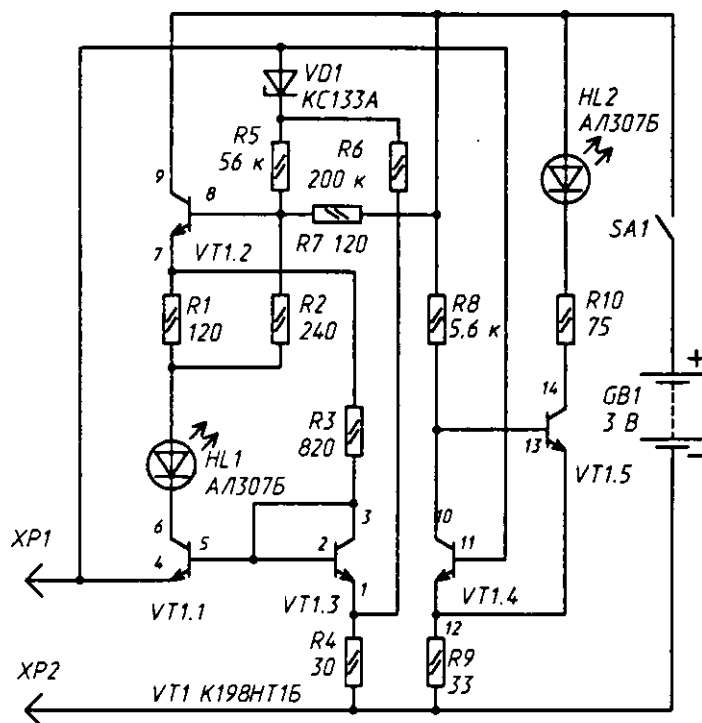 VD1
КС133А
HL2
АЛ307Б
R5
56 к
R6
200 к
9
8
R7 120
SA1
7
VT1.2
R1
120
R2
240
R8
5,6 к
R10
75
+
GB1
3 В
−
14
R3
820
13
VT1.5
HL1
АЛ307Б
3
10
6
5
2
11
XP1
4
1
VT1.1
VT1.3
VT1.4
12
R4
30
R9
33
XP2
VT1 К198НТ1Б